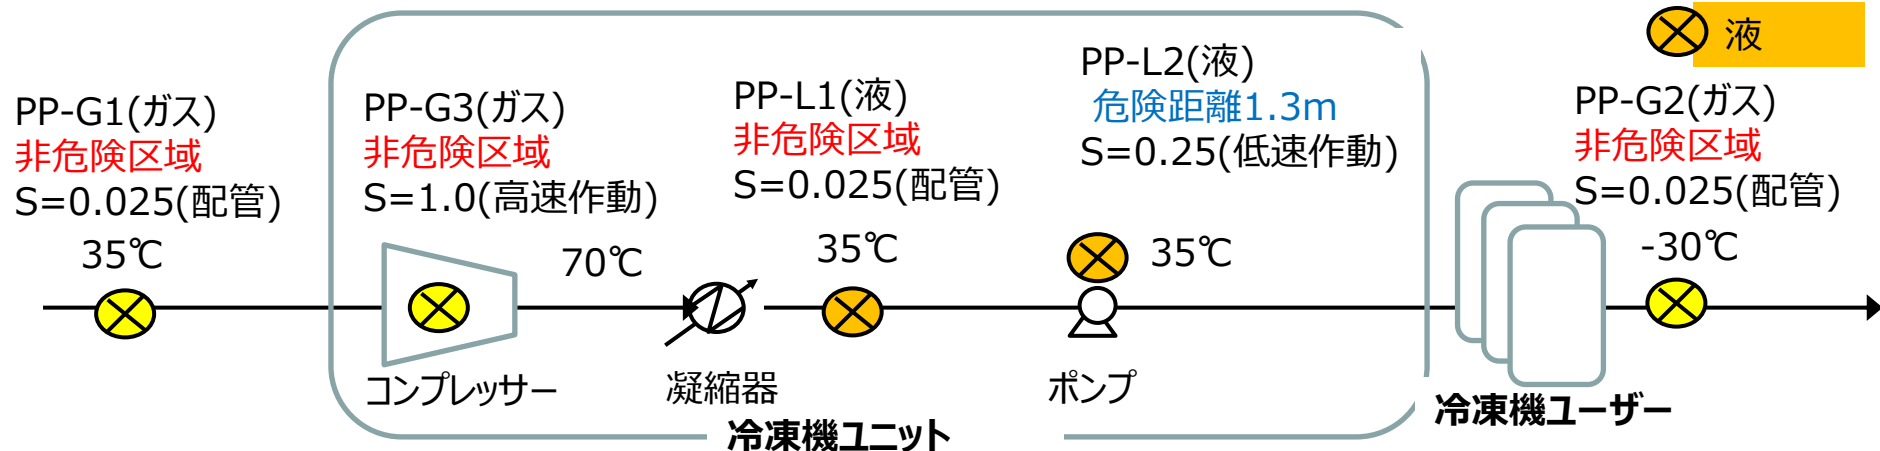 液
PP-G1(ガス)
非危険区域
S=0.025(配管)
35℃
PP-G3(ガス)
非危険区域
S=1.0(高速作動)
70℃
PP-L1(液)
非危険区域
S=0.025(配管)
35℃
PP-L2(液)
危険距離1.3m
S=0.25(低速作動)
35℃
PP-G2(ガス)
非危険区域
S=0.025(配管)
-30℃
コンプレッサー
凝縮器
ポンプ
冷凍機ユニット
冷凍機ユーザー